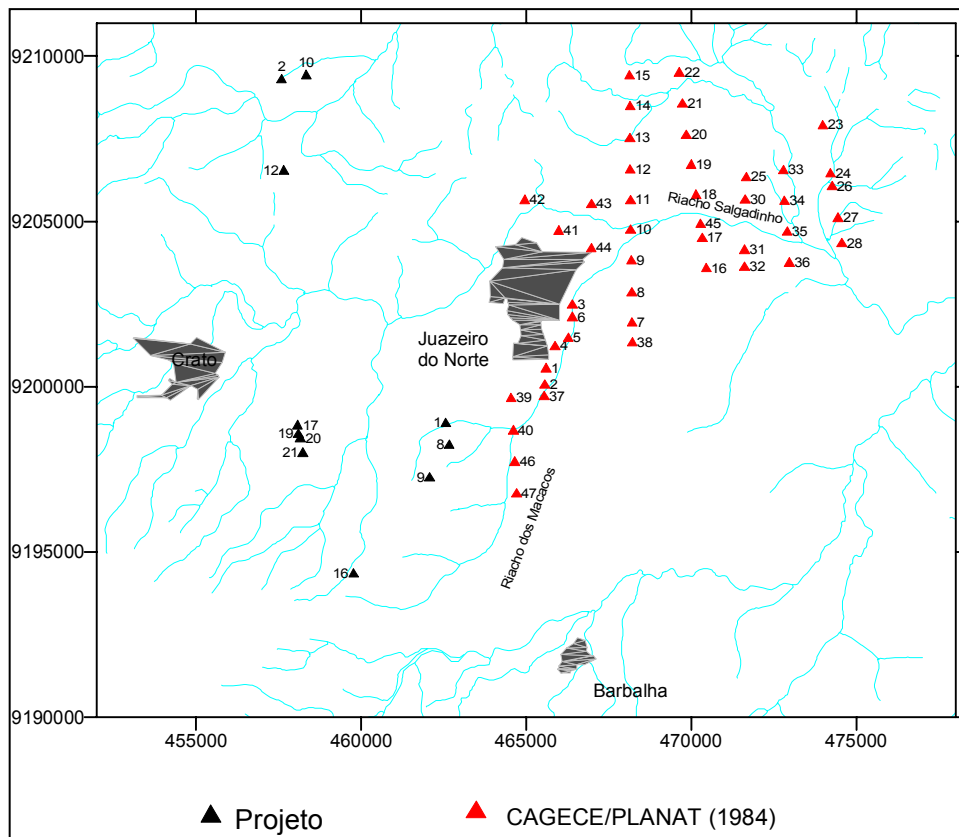 9210000
2 10
15 22
14 21
23
13 20
12
12 19 25 33 24
26
42 43 11 18 30 34
Riacho Salgadinho
27
9205000
41 10 45 35
44 17 28
31
9 16 32 36
8
3
6 7
Juazeiro
do Norte
5
4 38
Crato
1
9200000
2
39 37
17 1 40
19 20 8
21 46
9 47
Riacho dos Macacos
9195000
16
Barbalha
9190000
455000 460000 465000 470000 475000
Projeto CAGECE/PLANAT (1984)